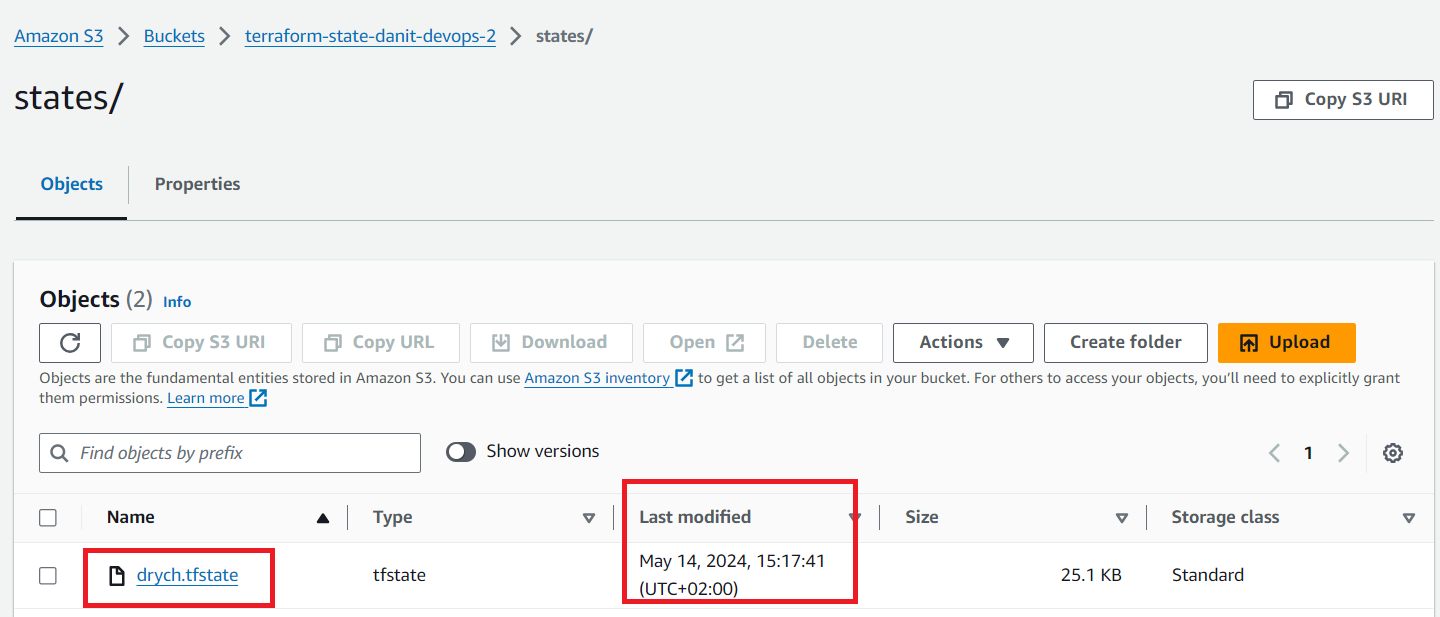 Amazon S3 > Buckets > terraform-state-danit-devops-2 > states/
states/
Copy S3 URI
Objects Properties
Objects (2) Info
Copy S3 URI Copy URL Download Open Delete Actions Create folder Upload
Objects are the fundamental entities stored in Amazon S3. You can use Amazon S3 inventory to get a list of all objects in your bucket. For others to access your objects, you’ll need to explicitly grant
them permissions. Learn more
Find objects by prefix Show versions 1
Name Type Last modified Size Storage class
drych.tfstate tfstate May 14, 2024, 15:17:41 25.1 KB Standard
(UTC+02:00)